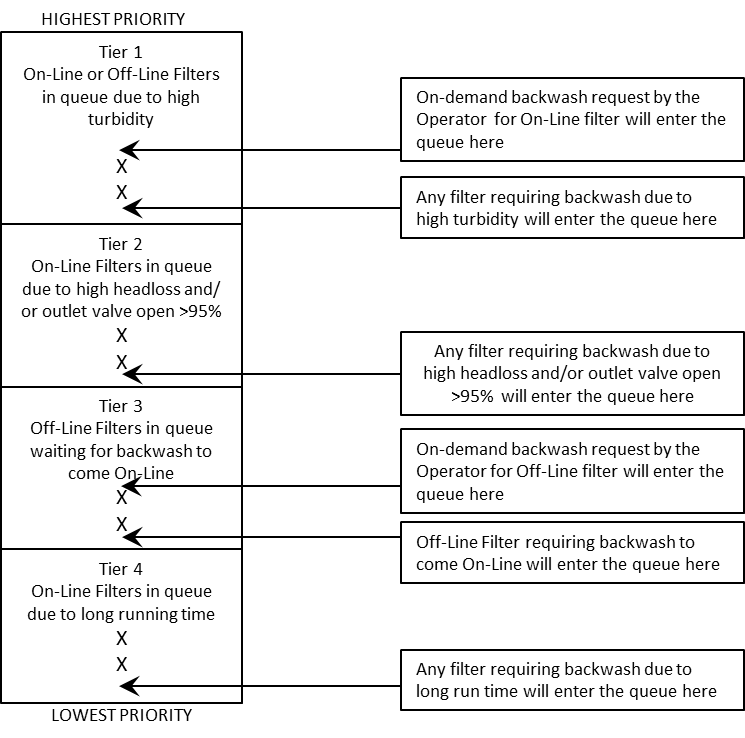 HIGHEST PRIORITY
Tier 1
On-Line or Off-Line Filters
in queue due to high
turbidity
X
X
On-demand backwash request by the
Operator for On-Line filter will enter the
queue here
Any filter requiring backwash due to
high turbidity will enter the queue here
Tier 2
On-Line Filters in queue
due to high headloss and/
or outlet valve open >95%
X
X
Any filter requiring backwash due to
high headloss and/or outlet valve open
>95% will enter the queue here
Tier 3
Off-Line Filters in queue
waiting for backwash to
come On-Line
X
X
On-demand backwash request by the
Operator for Off-Line filter will enter the
queue here
Off-Line Filter requiring backwash to
come On-Line will enter the queue here
Tier 4
On-Line Filters in queue
due to long running time
X
X
Any filter requiring backwash due to
long run time will enter the queue here
LOWEST PRIORITY